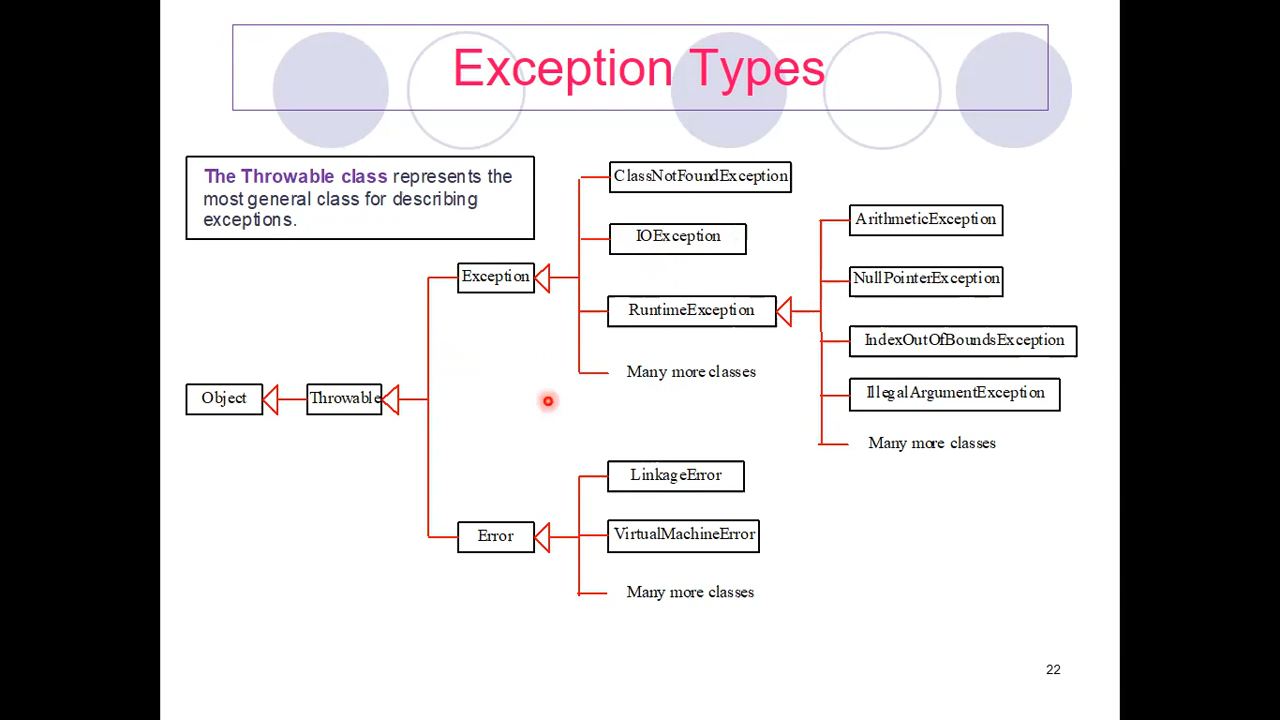 Exception Types
The Throwable class represents the
most general class for describing
exceptions.
ClassNotFoundException
IOException
Exception
RuntimeException
Many more classes
ArithmeticException
NullPointerException
IndexOutOfBoundsException
IllegalArgumentException
Many more classes
Object
Throwable
LinkageError
Error
VirtualMachineError
Many more classes
22